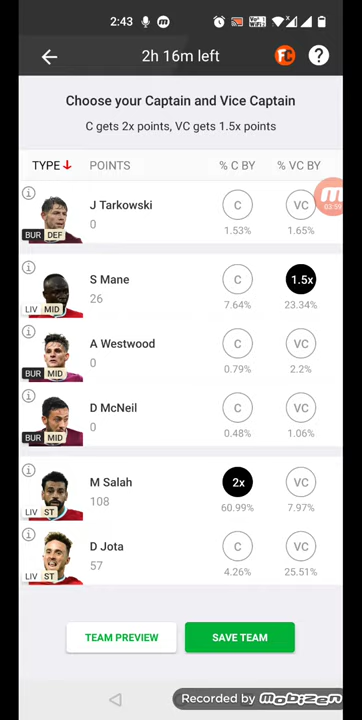 2:43
2h 16m left
FC
?
Choose your Captain and Vice Captain
C gets 2x points, VC gets 1.5x points
TYPE POINTS % C BY % VC BY
J Tarkowski
0
C
VC
1.53%
1.65%
BUR DEF
03:59
S Mane
26
C
1.5x
7.64%
23.34%
LIV MID
A Westwood
0
C
VC
0.79%
2.2%
BUR MID
D McNeil
0
C
VC
0.48%
1.06%
BUR MID
M Salah
108
2x
VC
60.99%
7.97%
LIV ST
D Jota
57
C
VC
4.26%
25.51%
LIV ST
TEAM PREVIEW
SAVE TEAM
Recorded by mobizen